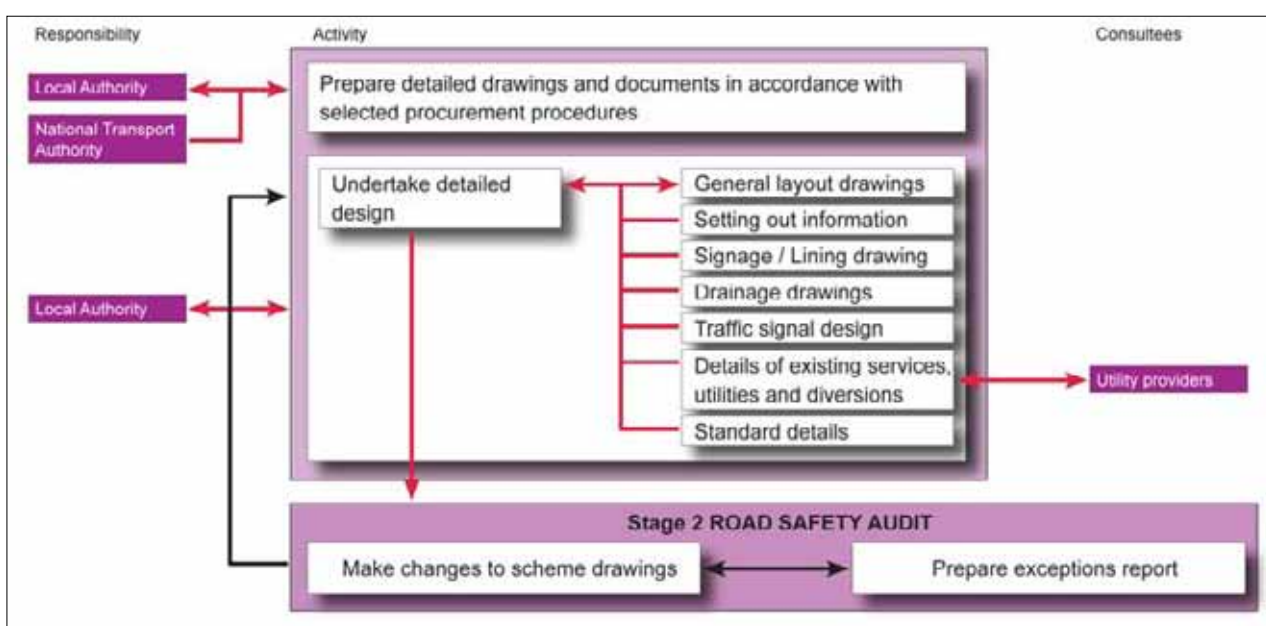 Responsibility
Activity
Consultees
Local Authority
National Transport
Authority
Prepare detailed drawings and documents in accordance with
selected procurement procedures
Undertake detailed
design
General layout drawings
Setting out information
Signage / Lining drawing
Drainage drawings
Traffic signal design
Details of existing services,
utilities and diversions
Standard details
Local Authority
Utility providers
Stage 2 ROAD SAFETY AUDIT
Make changes to scheme drawings
Prepare exceptions report